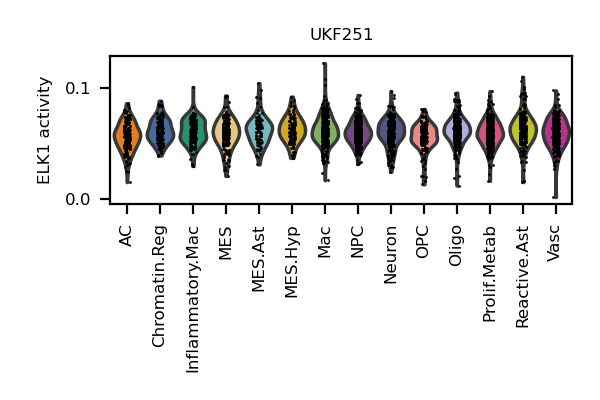 UKF251
ELK1 activity
0.1
0.0
AC
Chromatin.Reg
Inflammatory.Mac
MES
MES.Ast
MES.Hyp
Mac
NPC
Neuron
OPC
Oligo
Prolif.Metab
Reactive.Ast
Vasc